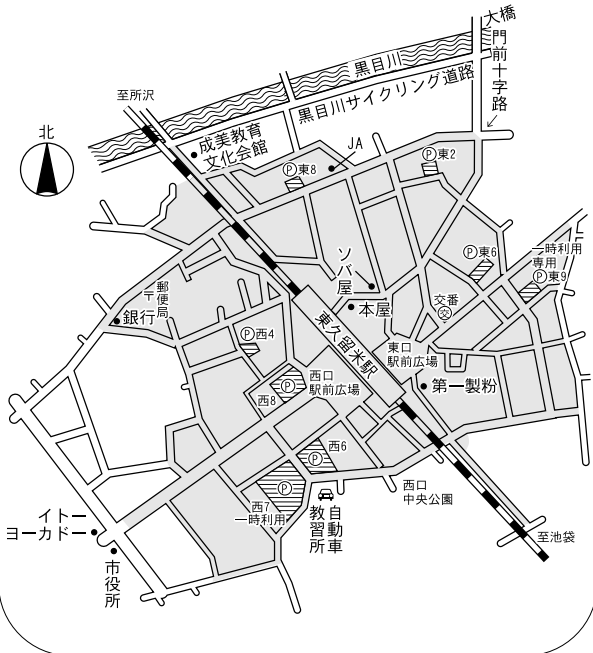 大橋
門前十字路
黒目川
黒目川サイクリング道路
至所沢
北
成美教育
文化会館
JA
Ⓟ東8
Ⓟ東2
ソバ屋
Ⓟ東6
一時利用
専用
Ⓟ東9
郵便局
〒
銀行
本屋
交番
交
Ⓟ西4
東久留米駅
東口
駅前広場
西口
駅前広場
Ⓟ
西8
第一製粉
西6
Ⓟ
Ⓟ
西7
一時利用
西口
中央公園
自動車
教習所
イトー
ヨーカドー
市役所
至池袋